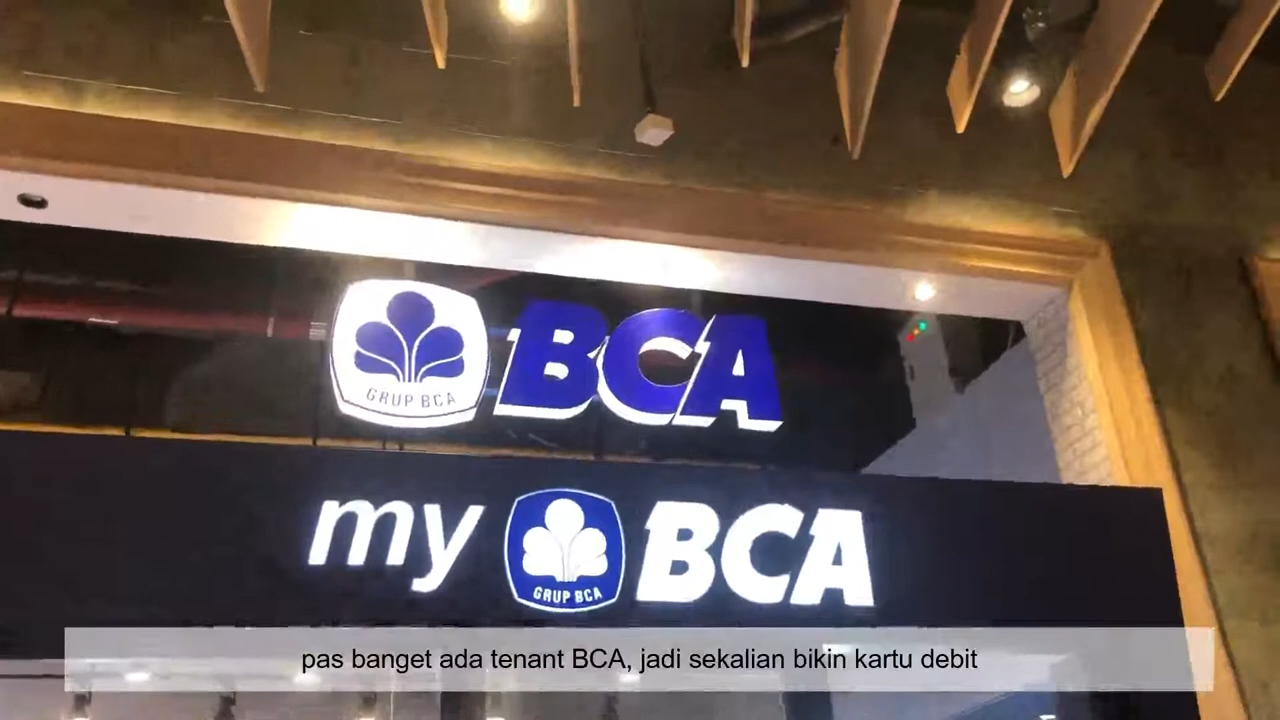 GRUP BCA
BCA
my GRUP BCA BCA
pas banget ada tenant BCA, jadi sekalian bikin kartu debit